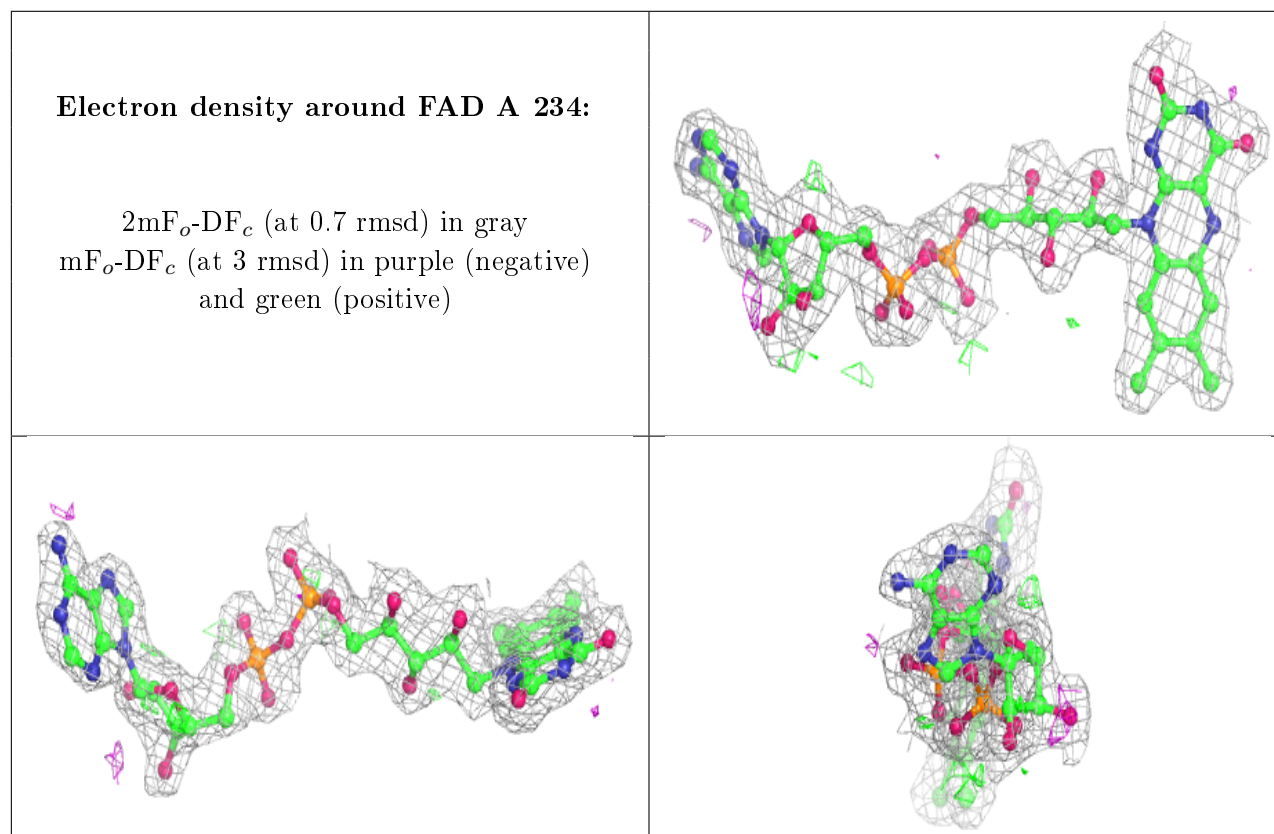 Electron density around FAD A 234:
2mFo-DFc (at 0.7 rmsd) in gray
mFo-DFc (at 3 rmsd) in purple (negative)
and green (positive)